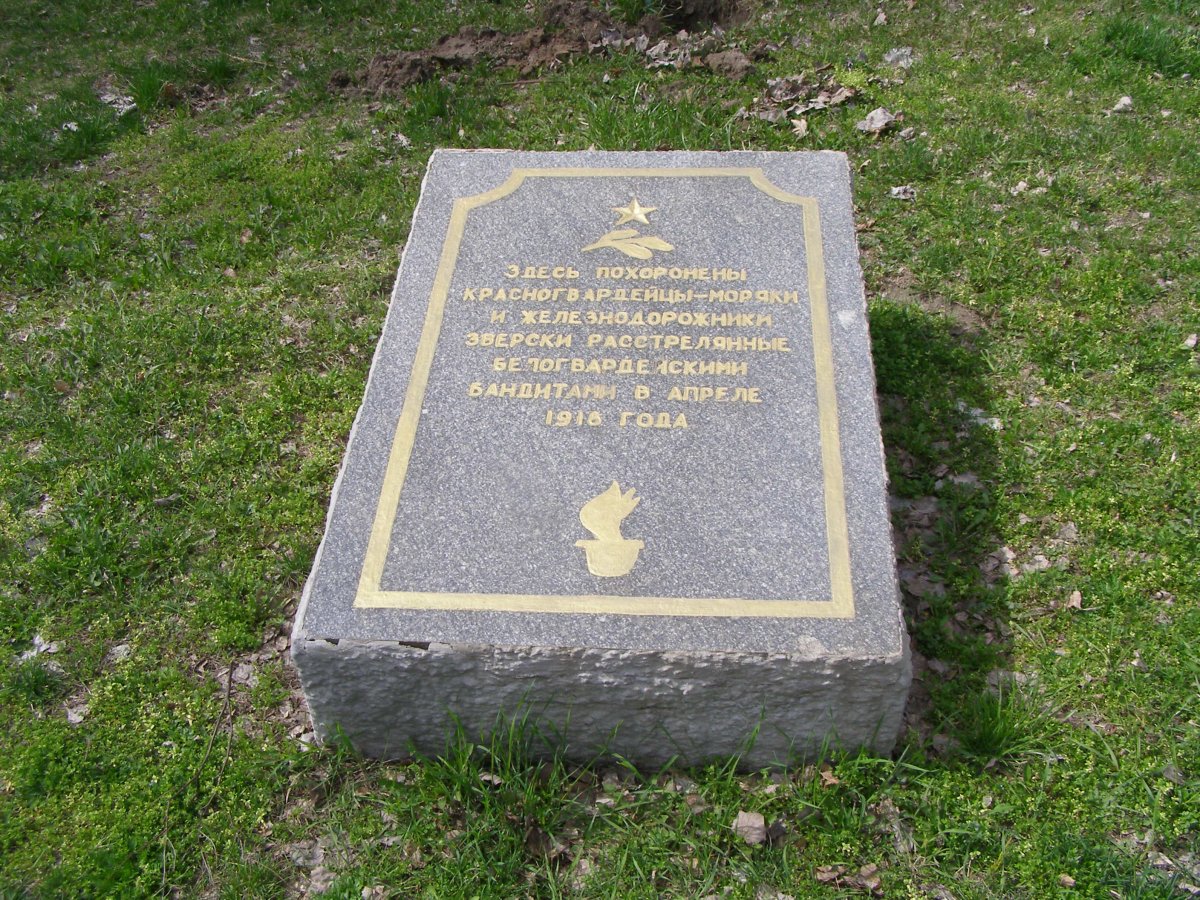 ЗДЕСЬ ПОХОРОНЕНЫ
КРАСНОГВАРДЕЙЦЫ-МОРЯКИ
И ЖЕЛЕЗНОДОРОЖНИКИ
ЗВЕРСКИ РАССТРЕЛЯННЫЕ
БЕЛОГВАРДЕЙСКИМИ
БАНДИТАМИ В АПРЕЛЕ
1918 ГОДА